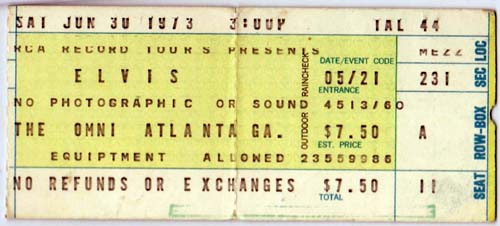 SAT JUN 30 1973 3:00P TAL 44
RCA RECORD TOURS PRESENTS MEZZ
DATE/EVENT CODE
ELVIS 05/21 231
ENTRANCE
NO PHOTOGRAPHIC OR SOUND 4513/60
THE OMNI ATLANTA GA. $7.50 A
EST. PRICE
EQUIPTMENT ALLOWED 23559986
NO REFUNDS OR EXCHANGES $7.50 11
TOTAL
OUTDOOR RAINCHECK
SEAT ROW-BOX SEC LOC